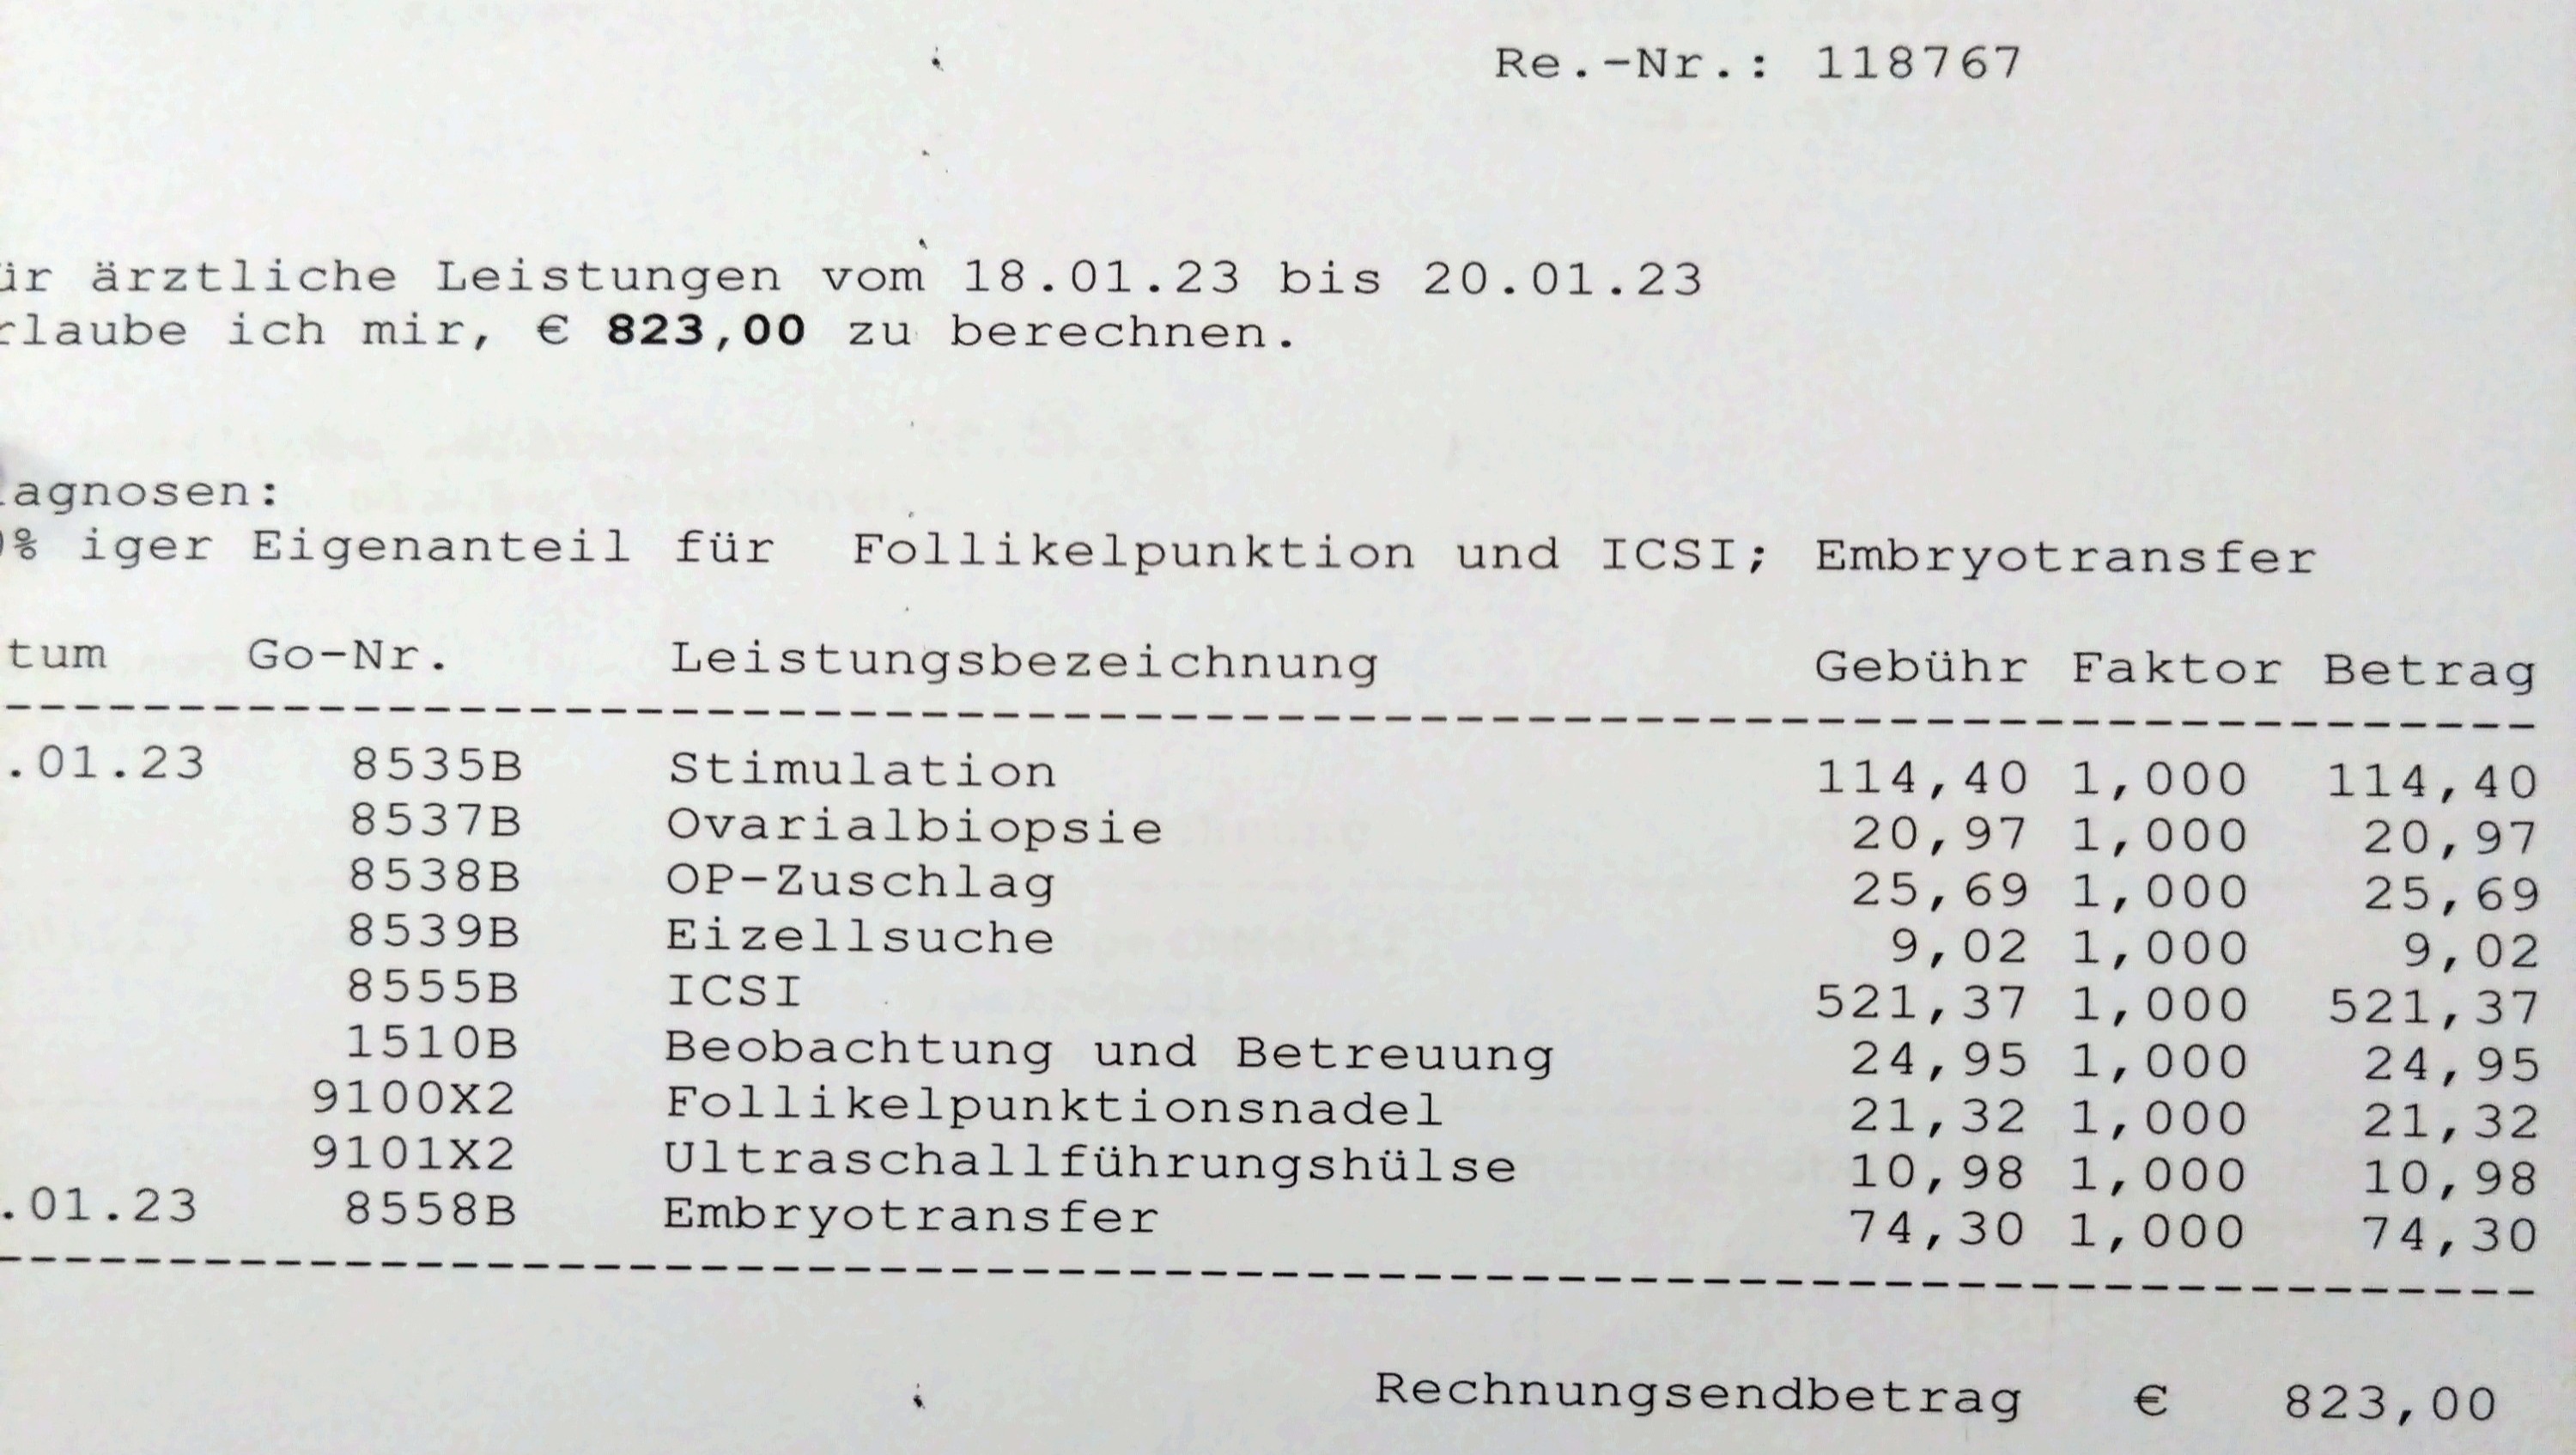 Re.-Nr.: 118767
ür ärztliche Leistungen vom 18.01.23 bis 20.01.23
rlaube ich mir, € 823,00 zu berechnen.
iagnosen:
0% iger Eigenanteil für Follikelpunktion und ICSI; Embryotransfer
tum Go-Nr. Leistungsbezeichnung Gebühr Faktor Betrag
.01.23 8535B Stimulation 114,40 1,000 114,40
8537B Ovarialbiopsie 20,97 1,000 20,97
8538B OP-Zuschlag 25,69 1,000 25,69
8539B Eizellsuche 9,02 1,000 9,02
8555B ICSI 521,37 1,000 521,37
1510B Beobachtung und Betreuung 24,95 1,000 24,95
9100X2 Follikelpunktionsnadel 21,32 1,000 21,32
9101X2 Ultraschallführungshülse 10,98 1,000 10,98
.01.23 8558B Embryotransfer 74,30 1,000 74,30
Rechnungsendbetrag € 823,00